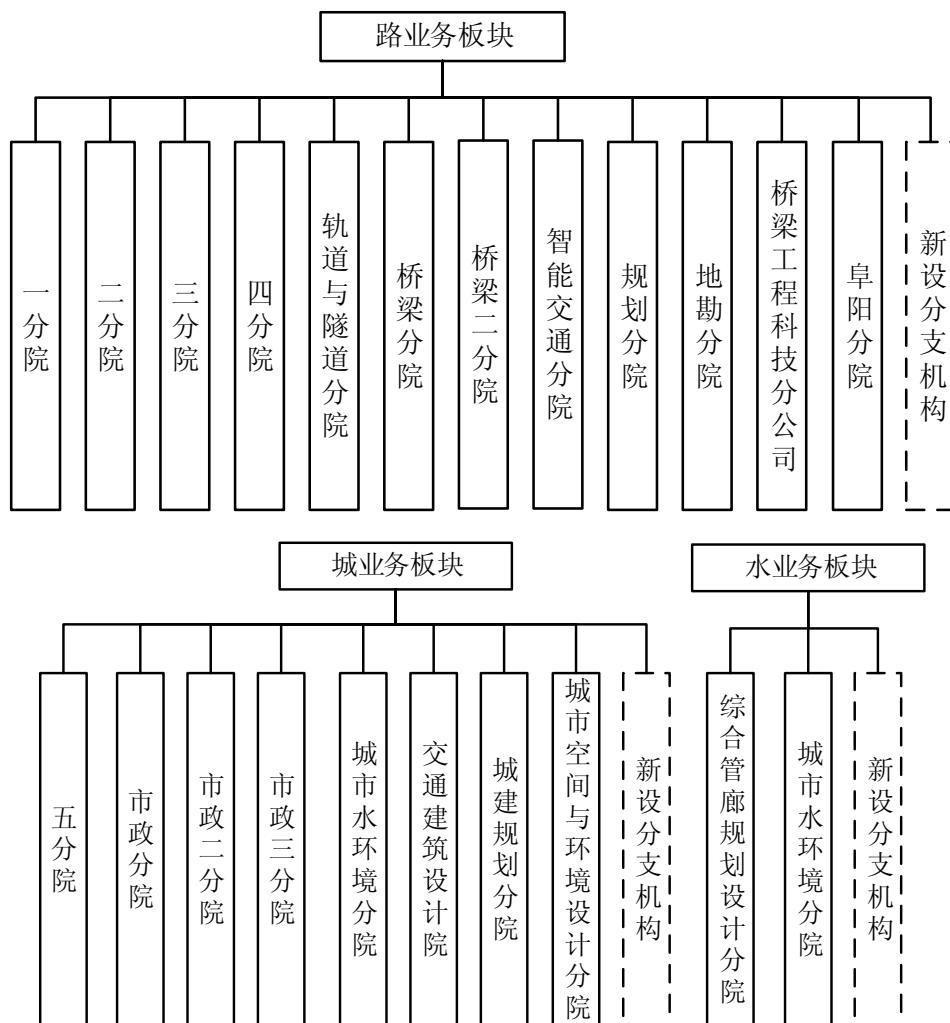 路业务板块
一分院
二分院
三分院
四分院
轨道与隧道分院
桥梁分院
桥梁二分院
智能交通分院
规划分院
地勘分院
桥梁工程科技分公司
阜阳分院
新设分支机构
城业务板块
水业务板块
五分院
市政分院
市政二分院
市政三分院
城市水环境分院
交通建筑设计院
城建规划分院
城市空间与环境设计分院
新设分支机构
综合管廊规划设计分院
城市水环境分院
新设分支机构